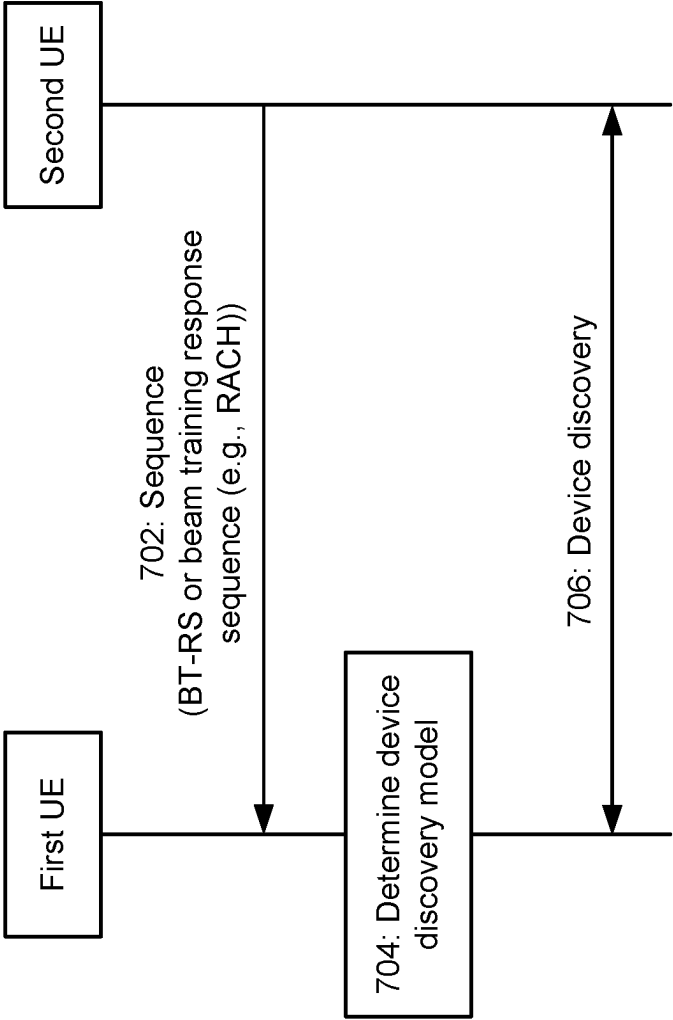 First UE
Second UE
702: Sequence
(BT-RS or beam training response
sequence (e.g., RACH))
704: Determine device
discovery model
706: Device discovery